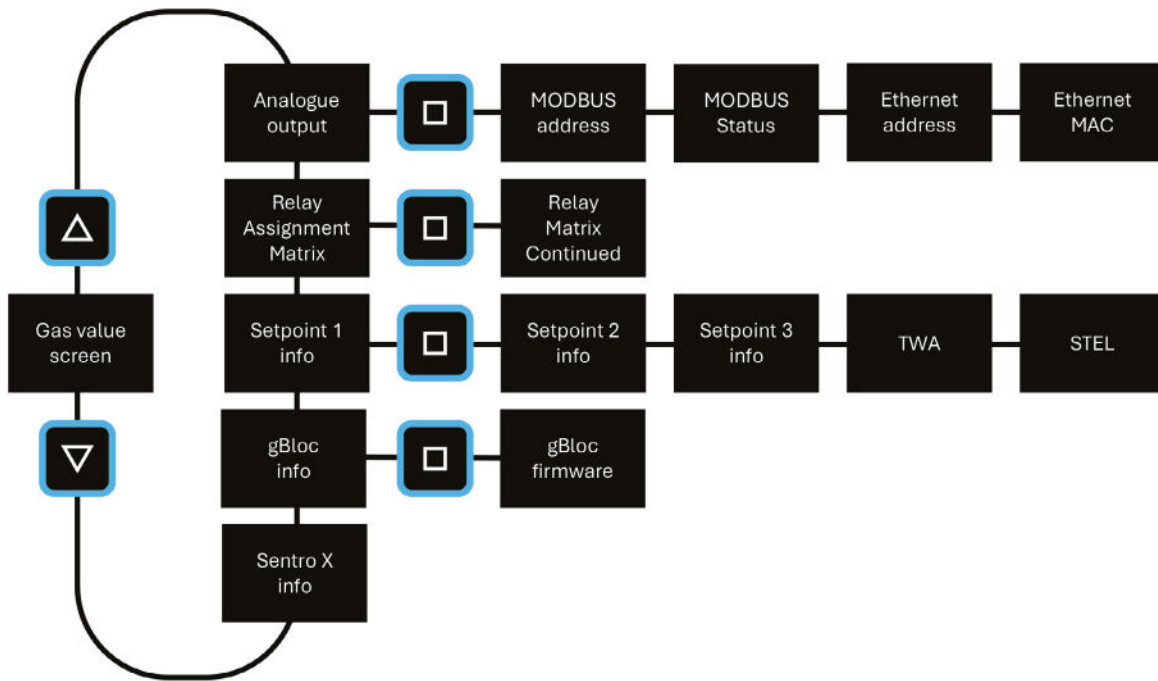 Analogue
output
MODBUS
address
MODBUS
Status
Ethernet
address
Ethernet
MAC
Relay
Assignment
Matrix
Relay
Matrix
Continued
Gas value
screen
Setpoint 1
info
Setpoint 2
info
Setpoint 3
info
TWA
STEL
gBloc
info
gBloc
firmware
Sentro X
info